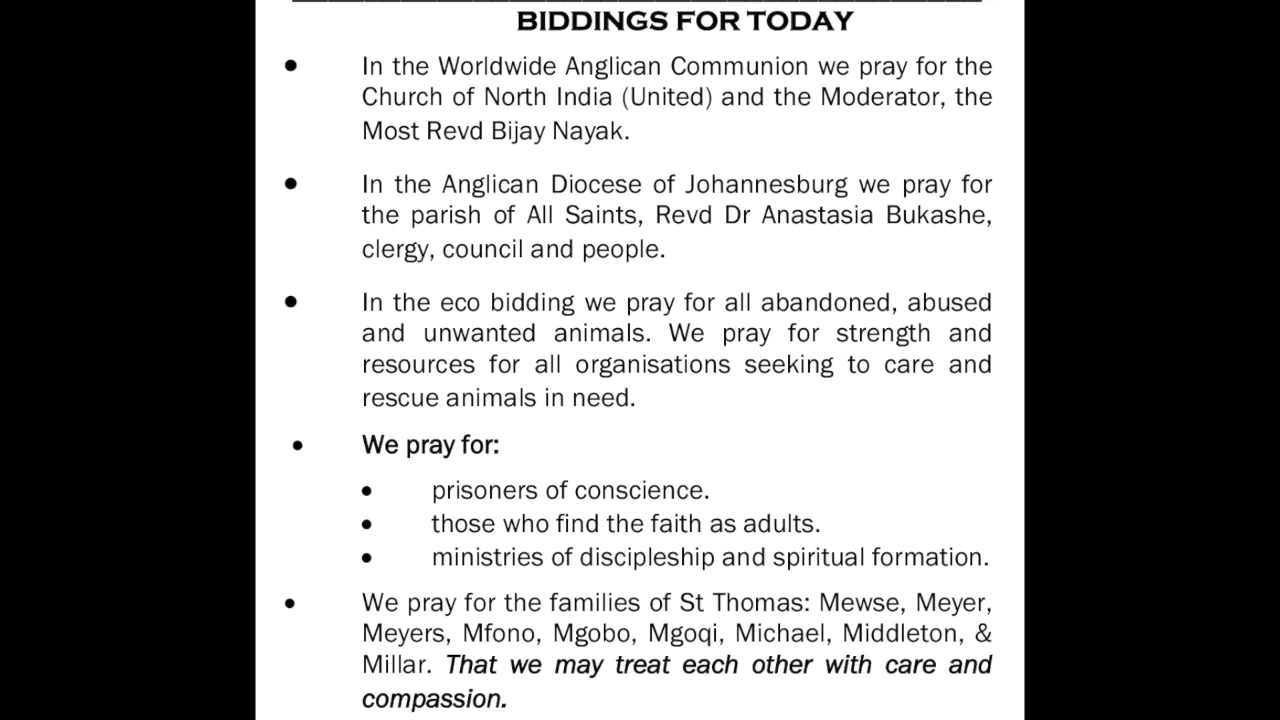 BIDDINGS FOR TODAY
• In the Worldwide Anglican Communion we pray for the
Church of North India (United) and the Moderator, the
Most Revd Bijay Nayak.
• In the Anglican Diocese of Johannesburg we pray for
the parish of All Saints, Revd Dr Anastasia Bukashe,
clergy, council and people.
• In the eco bidding we pray for all abandoned, abused
and unwanted animals. We pray for strength and
resources for all organisations seeking to care and
rescue animals in need.
• We pray for:
• prisoners of conscience.
• those who find the faith as adults.
• ministries of discipleship and spiritual formation.
• We pray for the families of St Thomas: Mewse, Meyer,
Meyers, Mfono, Mgobo, Mgoqi, Michael, Middleton, &
Millar. That we may treat each other with care and
compassion.